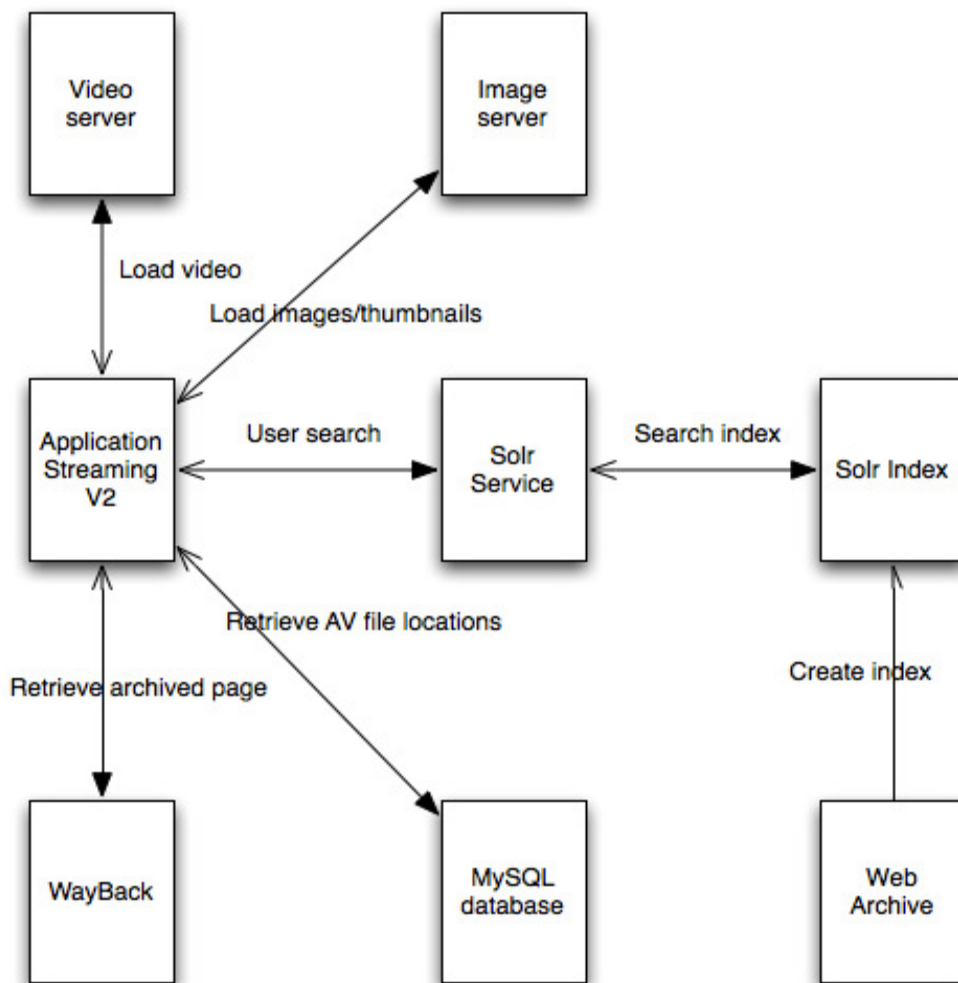 Video
server
Image
server
Load video
Load images/thumbnails
Application
Streaming
V2
User search
Solr
Service
Search index
Solr Index
Retrieve AV file locations
Retrieve archived page
Create index
WayBack
MySQL
database
Web
Archive